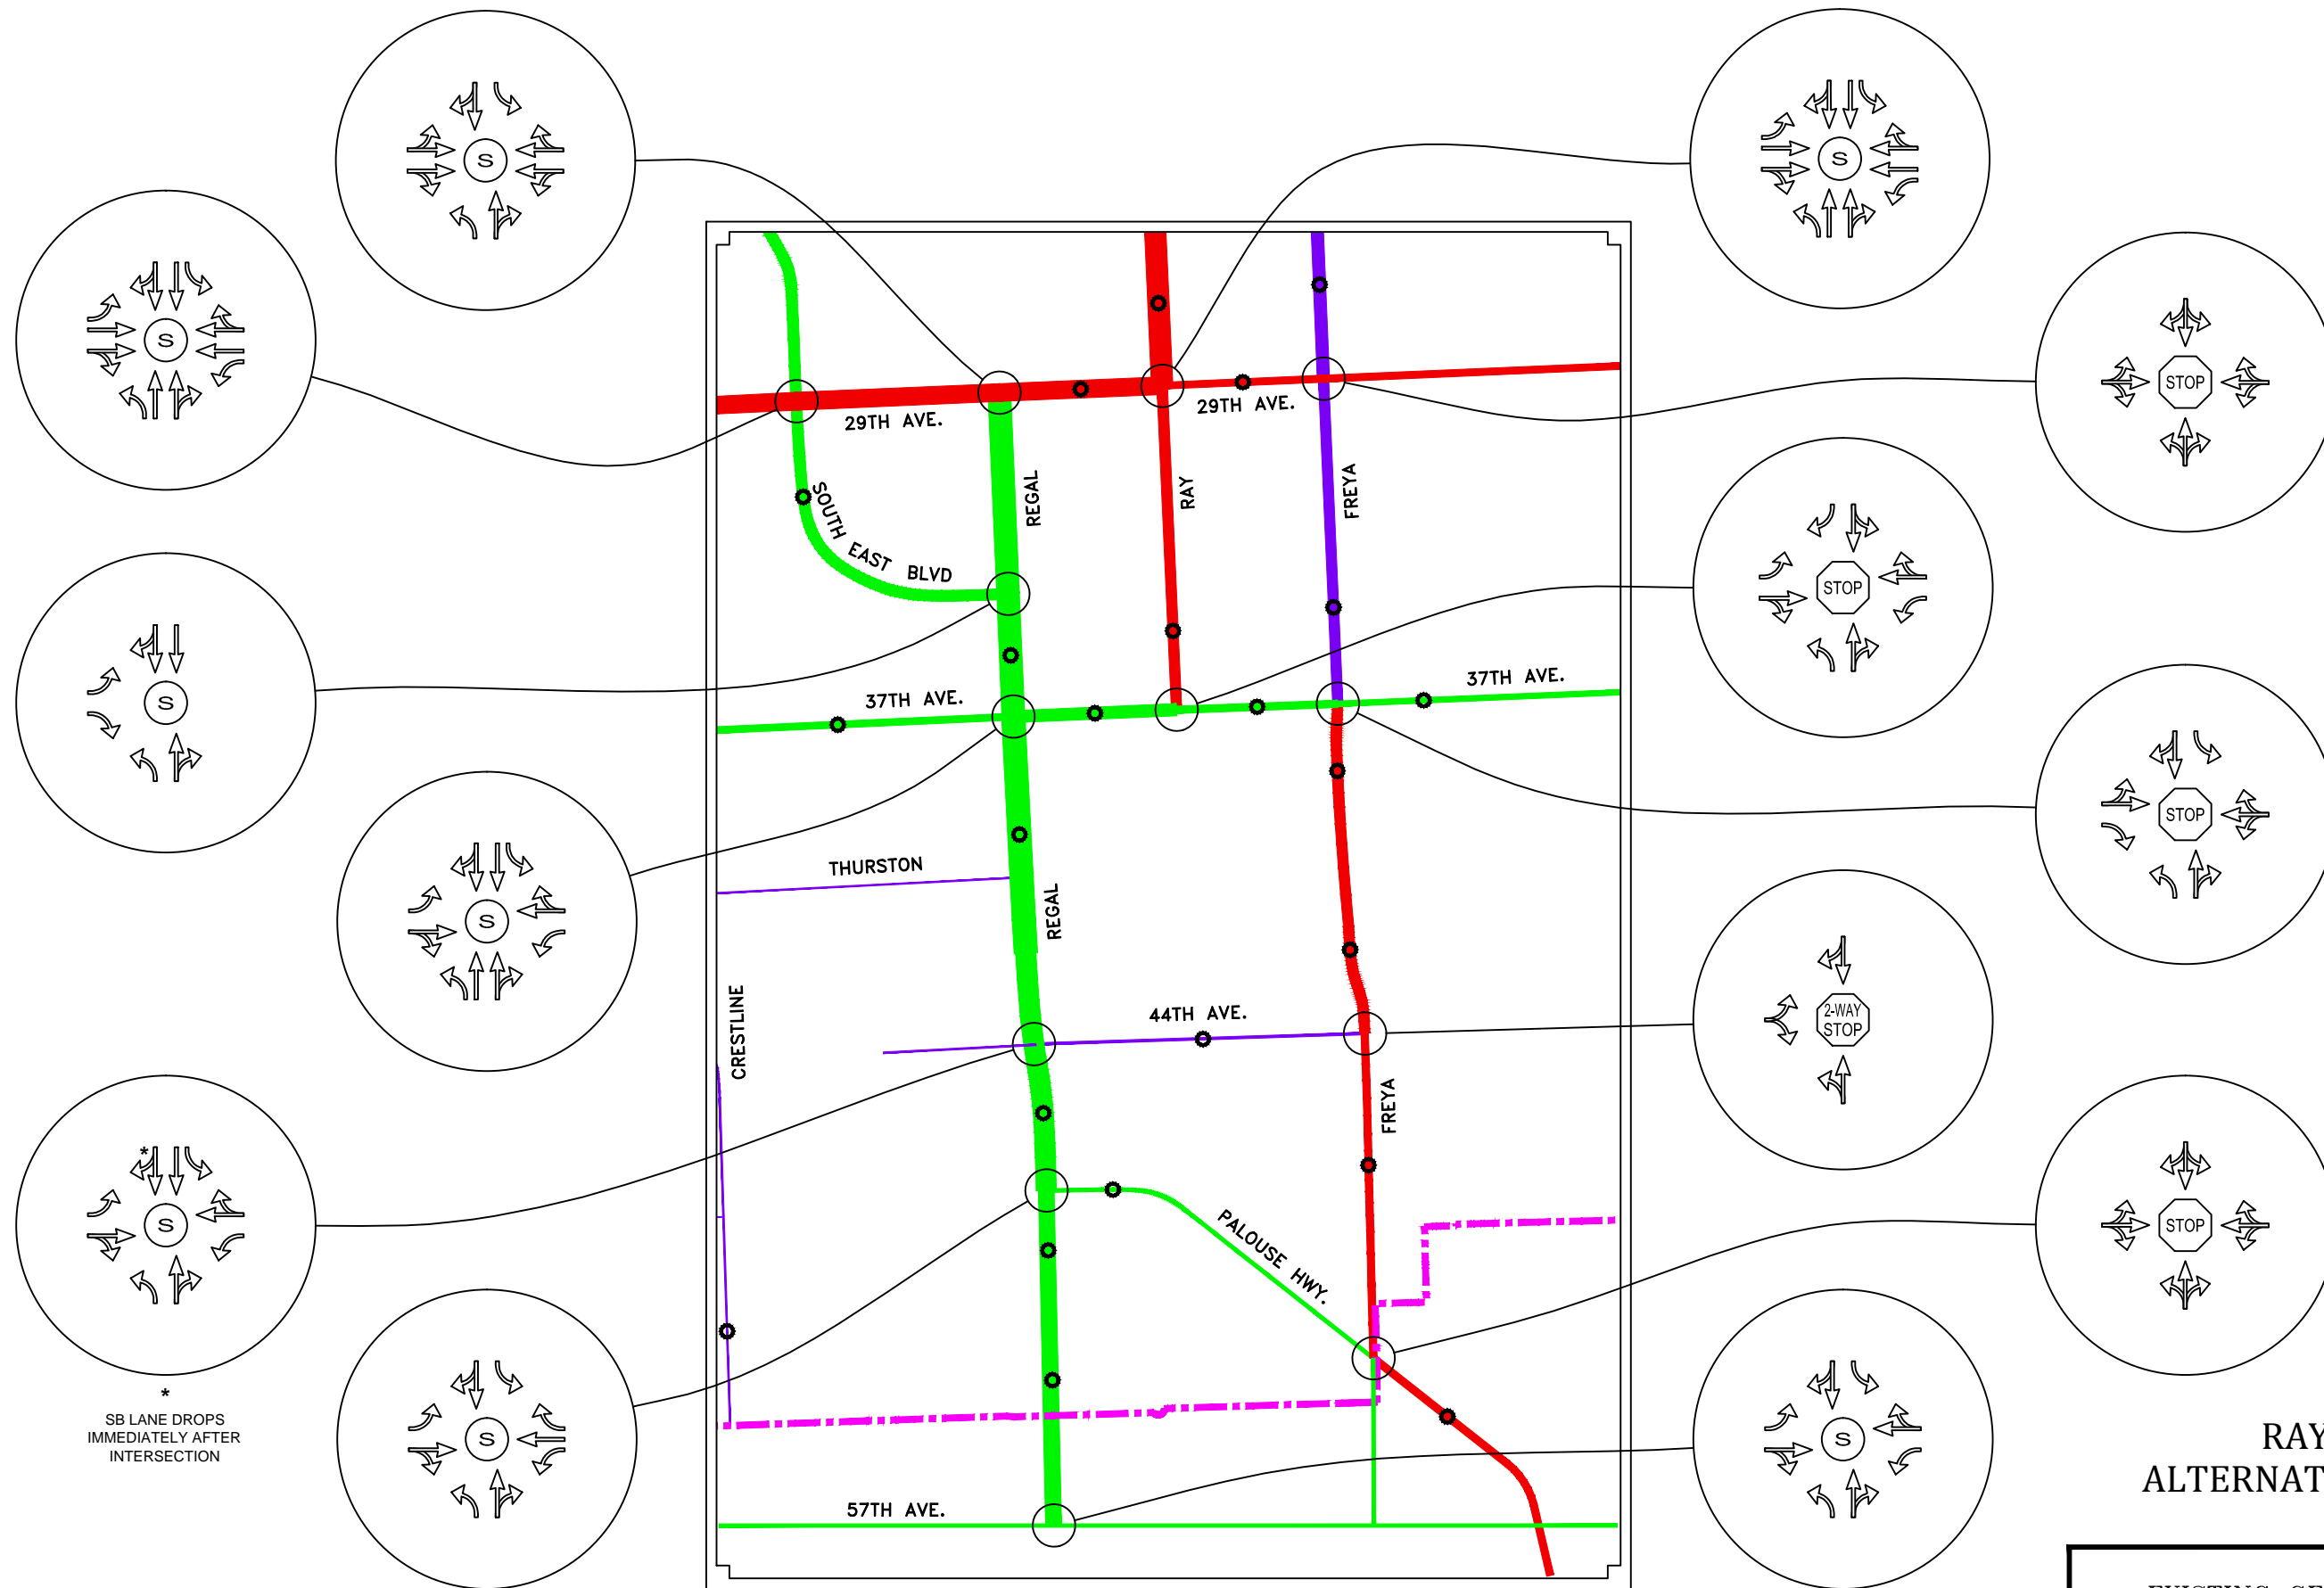 S
S
S
STOP
29TH AVE.
29TH AVE.
SOUTH EAST BLVD
REGAL
RAY
FREYA
STOP
S
37TH AVE.
37TH AVE.
STOP
THURSTON
S
REGAL
CRESTLINE
44TH AVE.
2-WAY
STOP
FREYA
*
S
STOP
PALOUSE HWY.
*
SB LANE DROPS
IMMEDIATELY AFTER
INTERSECTION
S
S
57TH AVE.
RAY
ALTERNAT